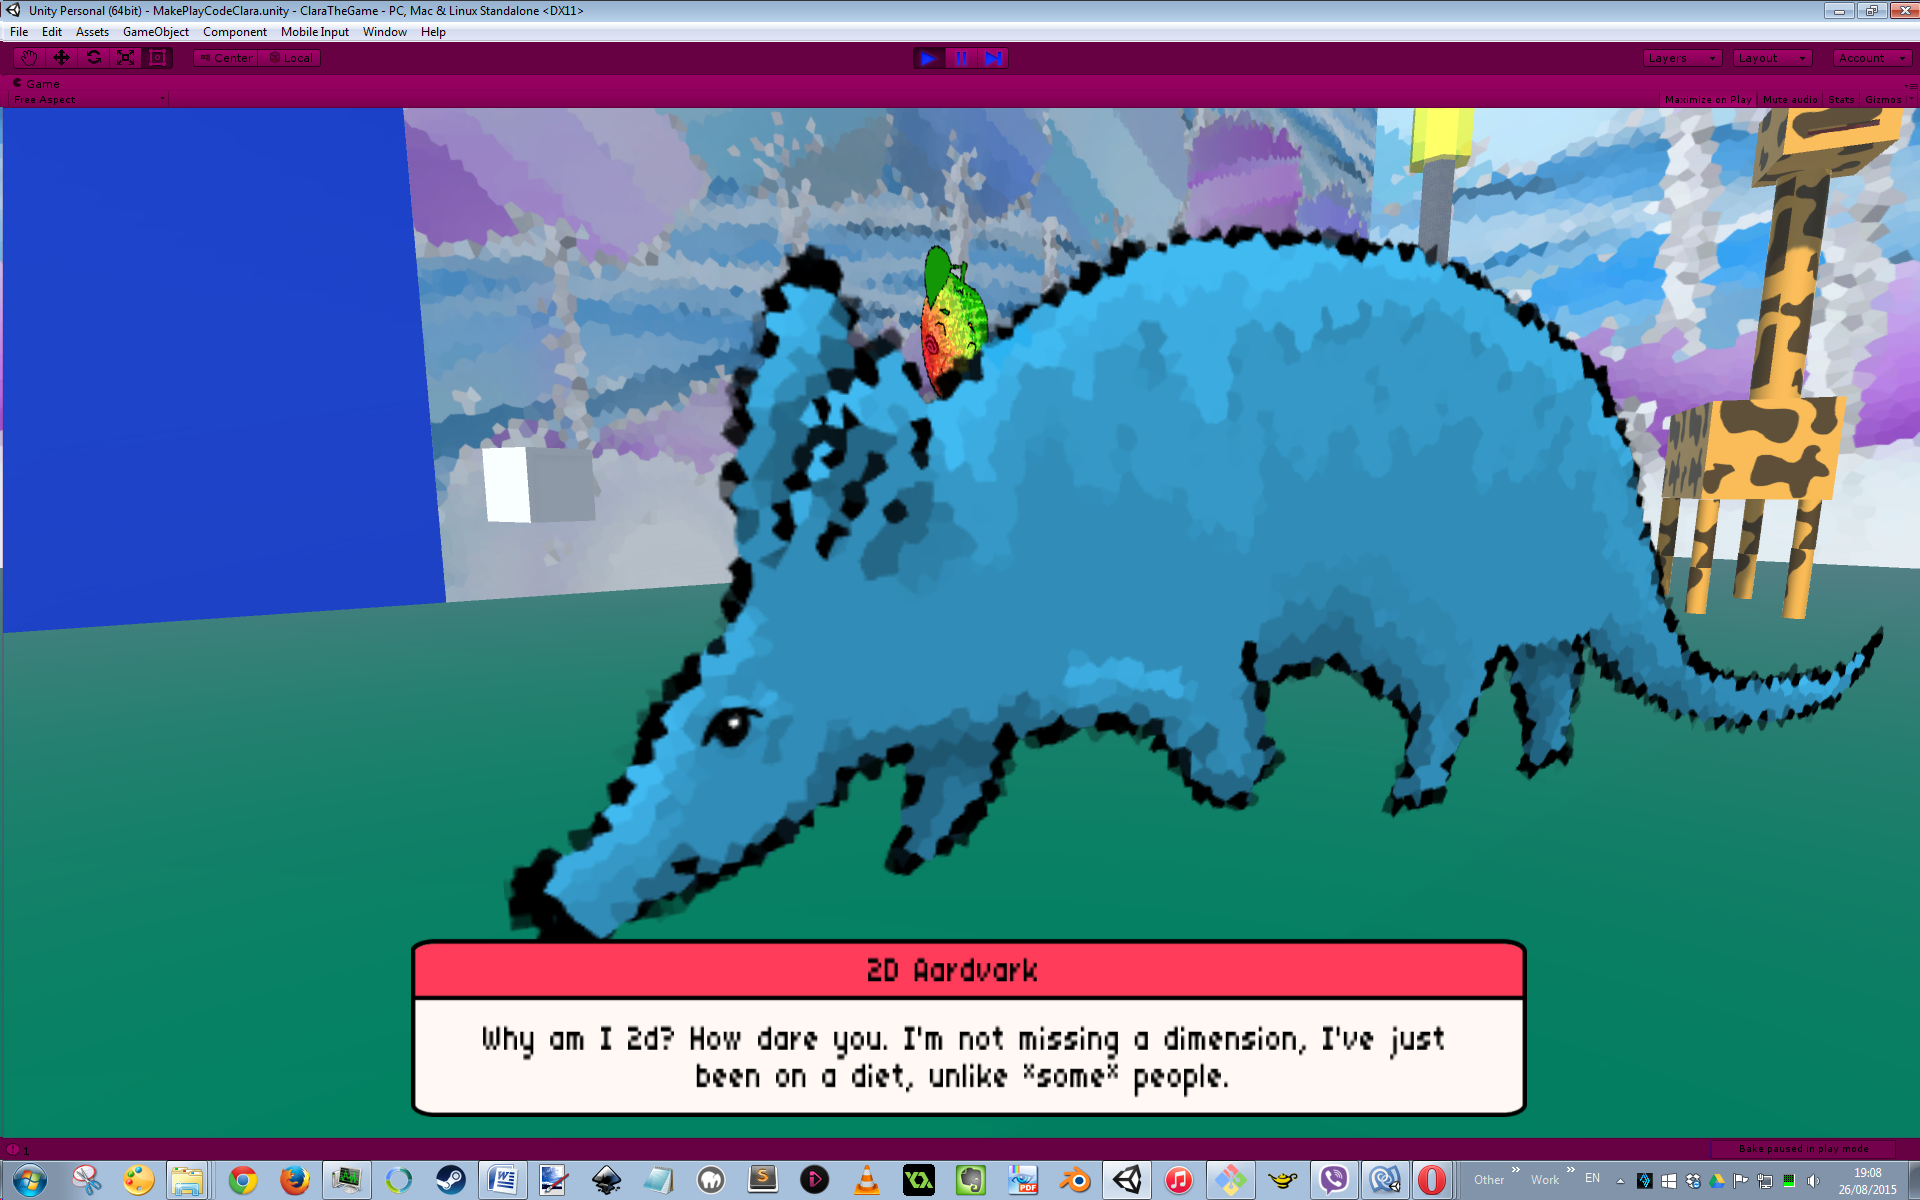 Unity Personal (64bit) - MakePlayCodeClara.unity - ClaraTheGame - PC, Mac & Linux Standalone <DX11>
File Edit Assets GameObject Component Mobile Input Window Help
Center Local Layers Layout Account
Game
Free Aspect Maximize on Play Mute audio Stats Gizmos
2D Aardvark
Why am I 2d? How dare you. I'm not missing a dimension, I've just
been on a diet, unlike *some* people.
1 Bake paused in play mode
Other » Work » EN 19:08
26/08/2015